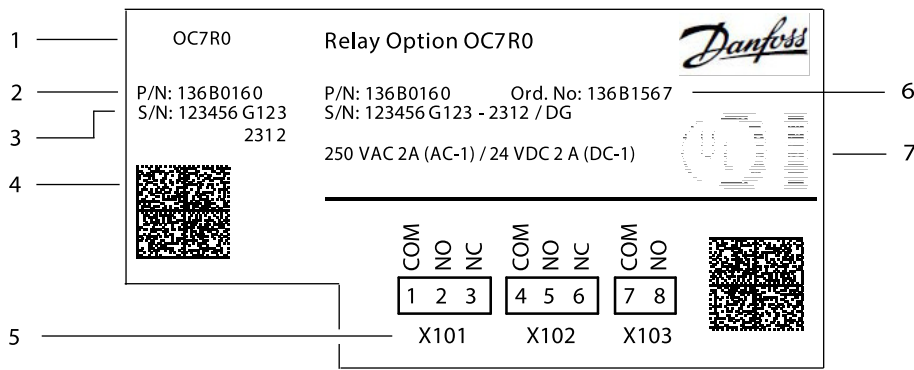 1
OC7R0
Relay Option OC7R0
Danfoss
2
P/N: 136B0160
P/N: 136B0160
Ord. No: 136B1567
6
3
S/N: 123456 G123
2312
S/N: 123456 G123 - 2312 / DG
4
250 VAC 2A (AC-1) / 24 VDC 2 A (DC-1)
7
COM NO NC
COM NO NC
COM NO
1 2 3
4 5 6
7 8
5
X101
X102
X103